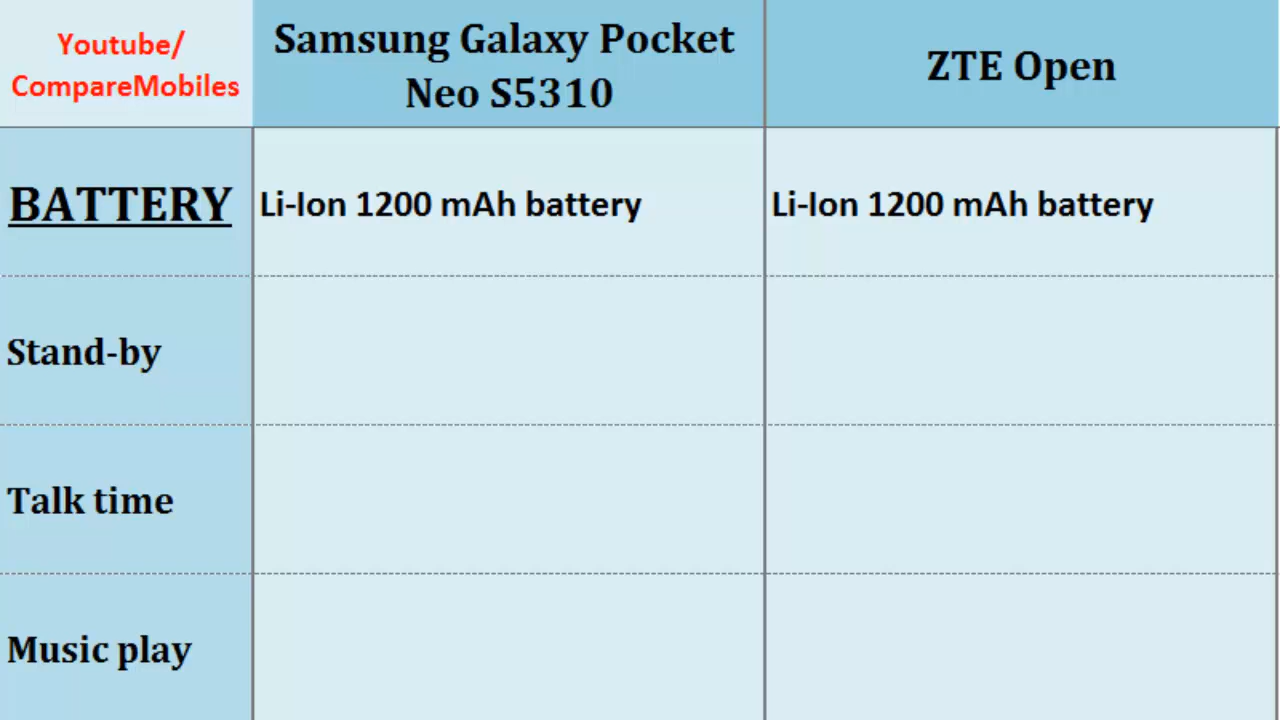 Youtube/
CompareMobiles
Samsung Galaxy Pocket
Neo S5310
ZTE Open
BATTERY
Li-Ion 1200 mAh battery
Li-Ion 1200 mAh battery
Stand-by
Talk time
Music play